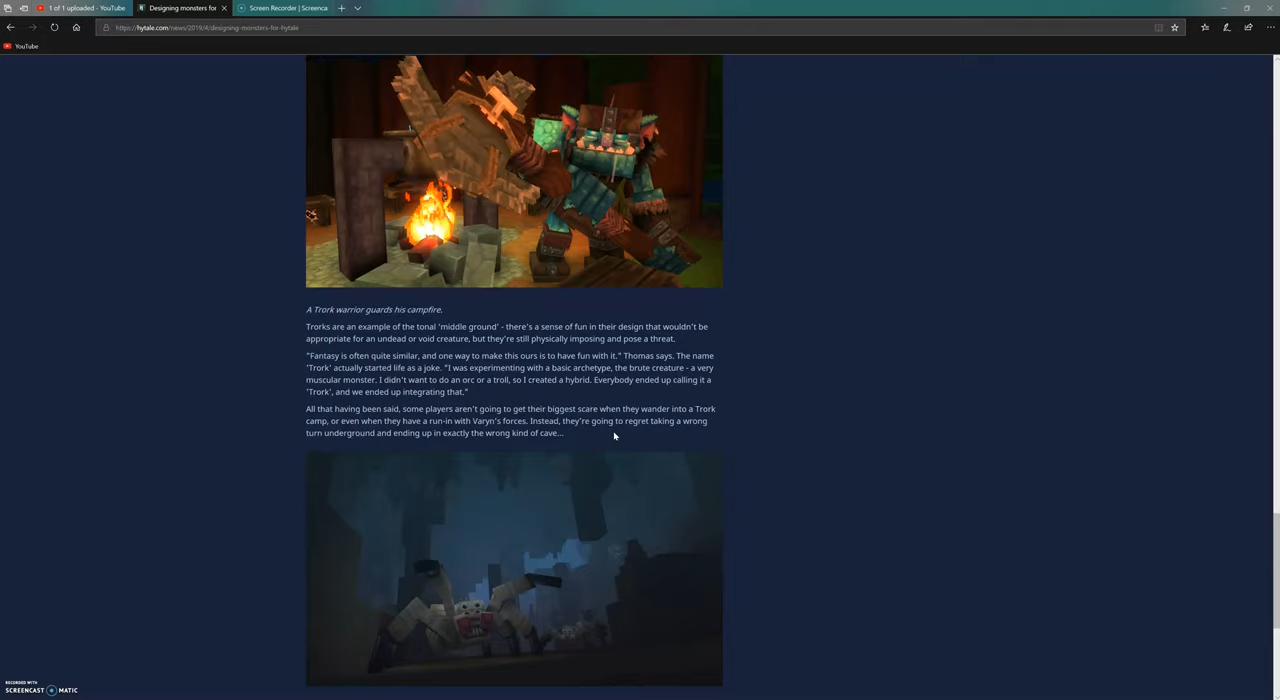 1 of 1 uploaded - YouTube
Designing monsters for
Screen Recorder | Screenca
https://hytale.com/news/2019/4/designing-monsters-for-hytale
YouTube
A Trork warrior guards his campfire.
Trorks are an example of the tonal 'middle ground' - there's a sense of fun in their design that wouldn't be
appropriate for an undead or void creature, but they're still physically imposing and pose a threat.
"Fantasy is often quite similar, and one way to make this ours is to have fun with it." Thomas says. The name
'Trork' actually started life as a joke. "I was experimenting with a basic archetype, the brute creature - a very
muscular monster. I didn't want to do an orc or a troll, so I created a hybrid. Everybody ended up calling it a
'Trork', and we ended up integrating that."
All that having been said, some players aren't going to get their biggest scare when they wander into a Trork
camp, or even when they have a run-in with Varyn's forces. Instead, they're going to regret taking a wrong
turn underground and ending up in exactly the wrong kind of cave...
RECORDED WITH
SCREENCAST MATIC